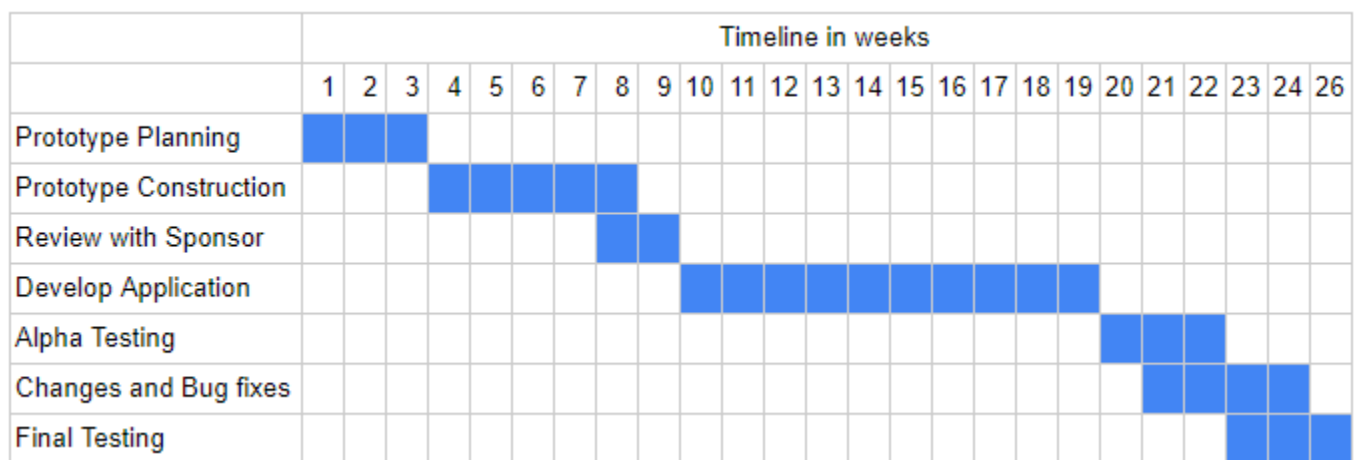 Timeline in weeks
1 2 3 4 5 6 7 8 9 10 11 12 13 14 15 16 17 18 19 20 21 22 23 24 26
Prototype Planning
Prototype Construction
Review with Sponsor
Develop Application
Alpha Testing
Changes and Bug fixes
Final Testing